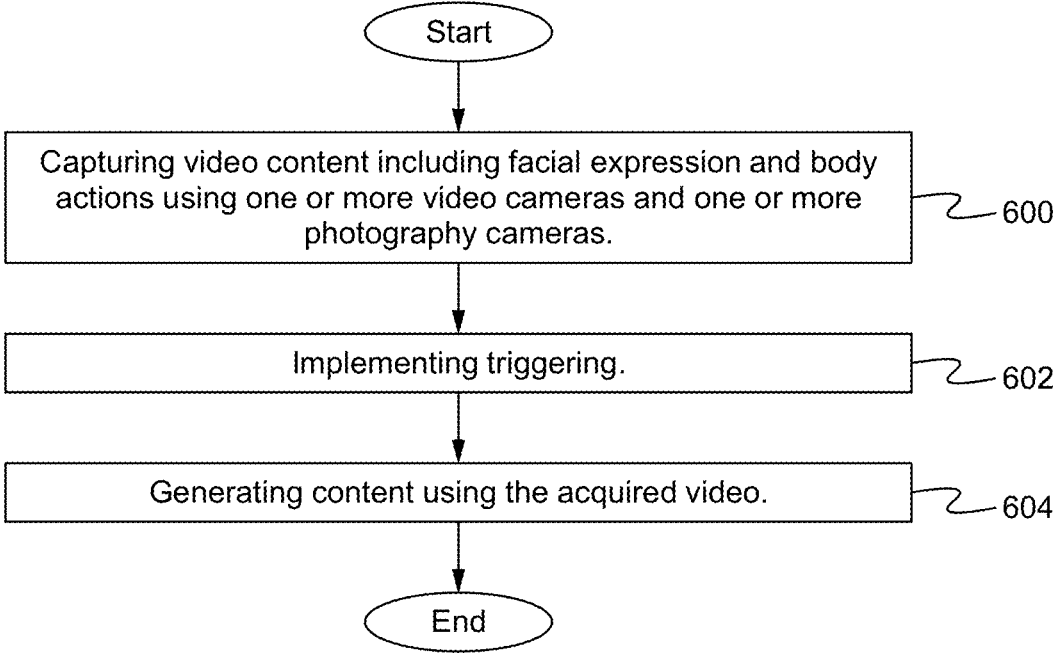 Start
Capturing video content including facial expression and body
actions using one or more video cameras and one or more
photography cameras.
600
Implementing triggering.
602
Generating content using the acquired video.
604
End